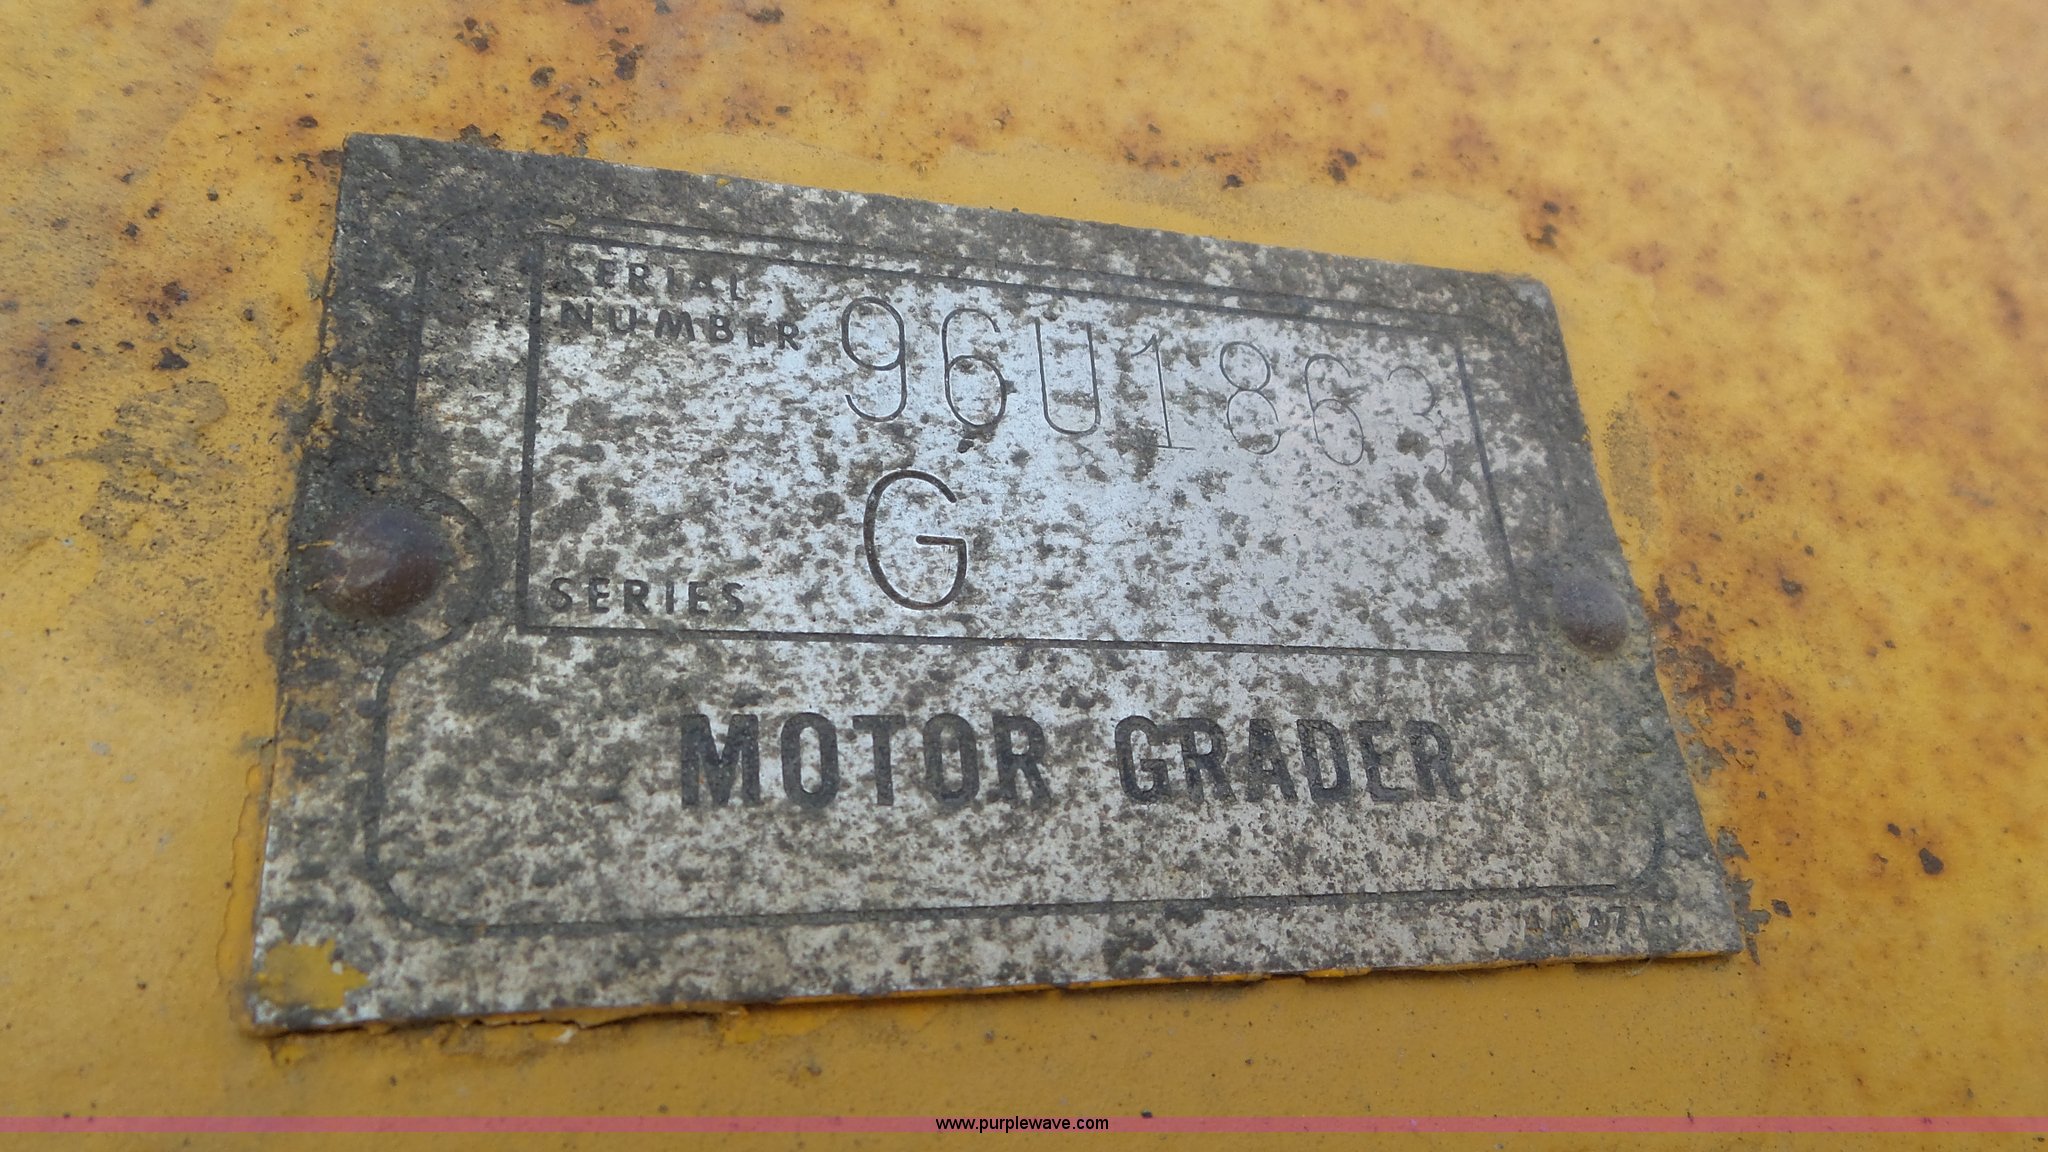 SERIAL
NUMBER 96U1863
SERIES G
MOTOR GRADER
www.purplewave.com